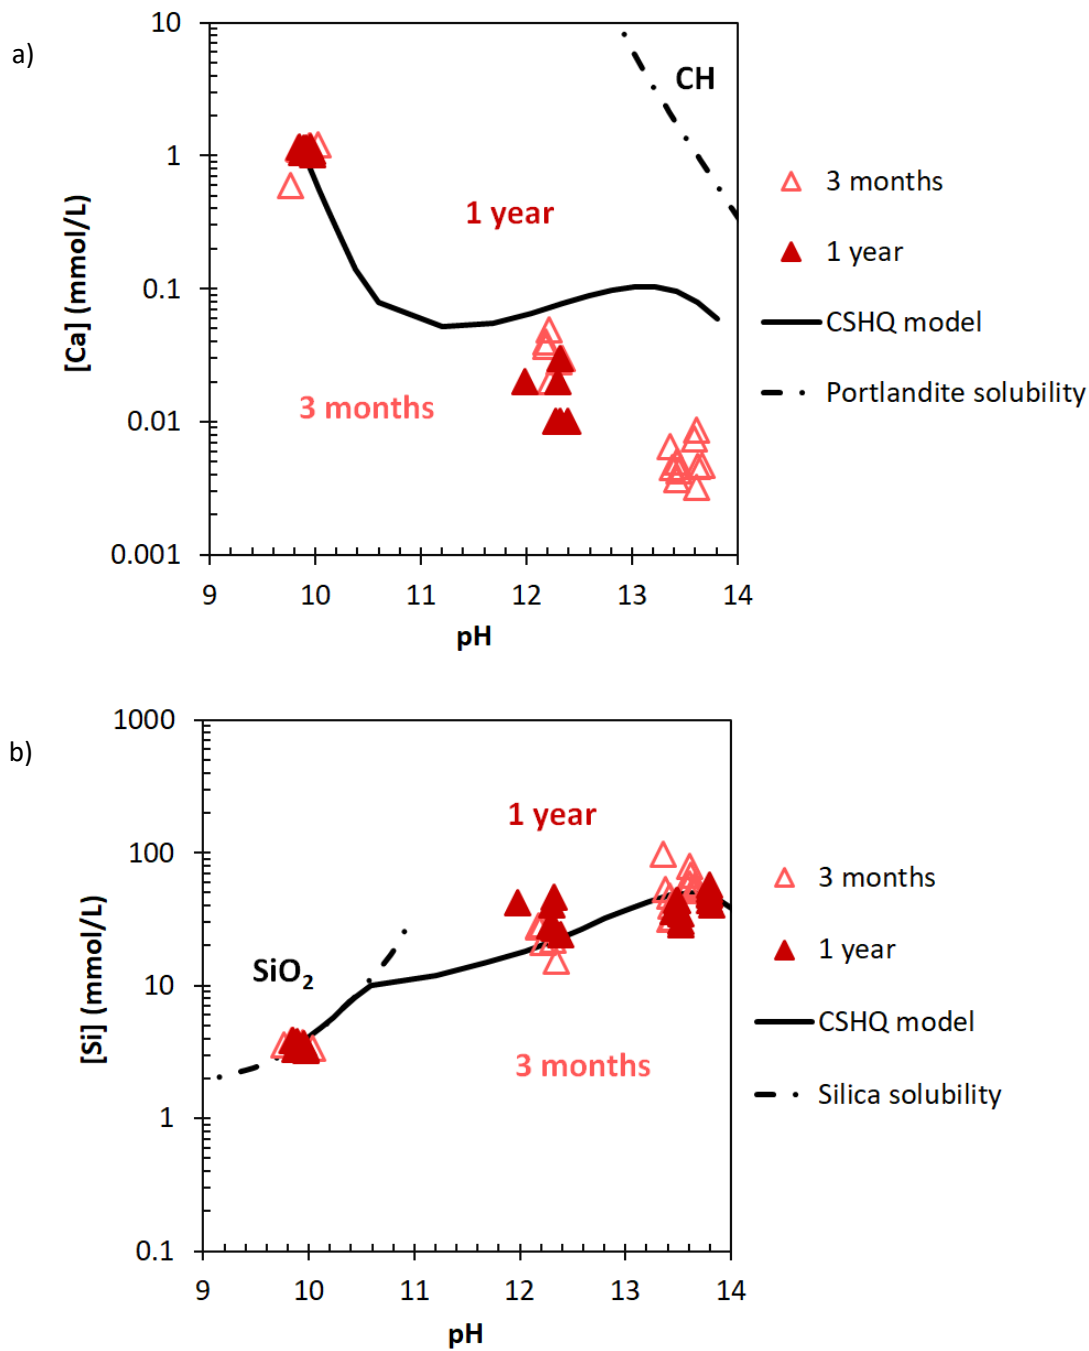 a)
10
1
0.1
0.01
0.001
[Ca] (mmol/L)
CH
1 year
3 months
9 10 11 12 13 14
pH
3 months
1 year
CSHQ model
Portlandite solubility
b)
1000
100
10
1
0.1
[Si] (mmol/L)
1 year
SiO₂
3 months
9 10 11 12 13 14
pH
3 months
1 year
CSHQ model
Silica solubility